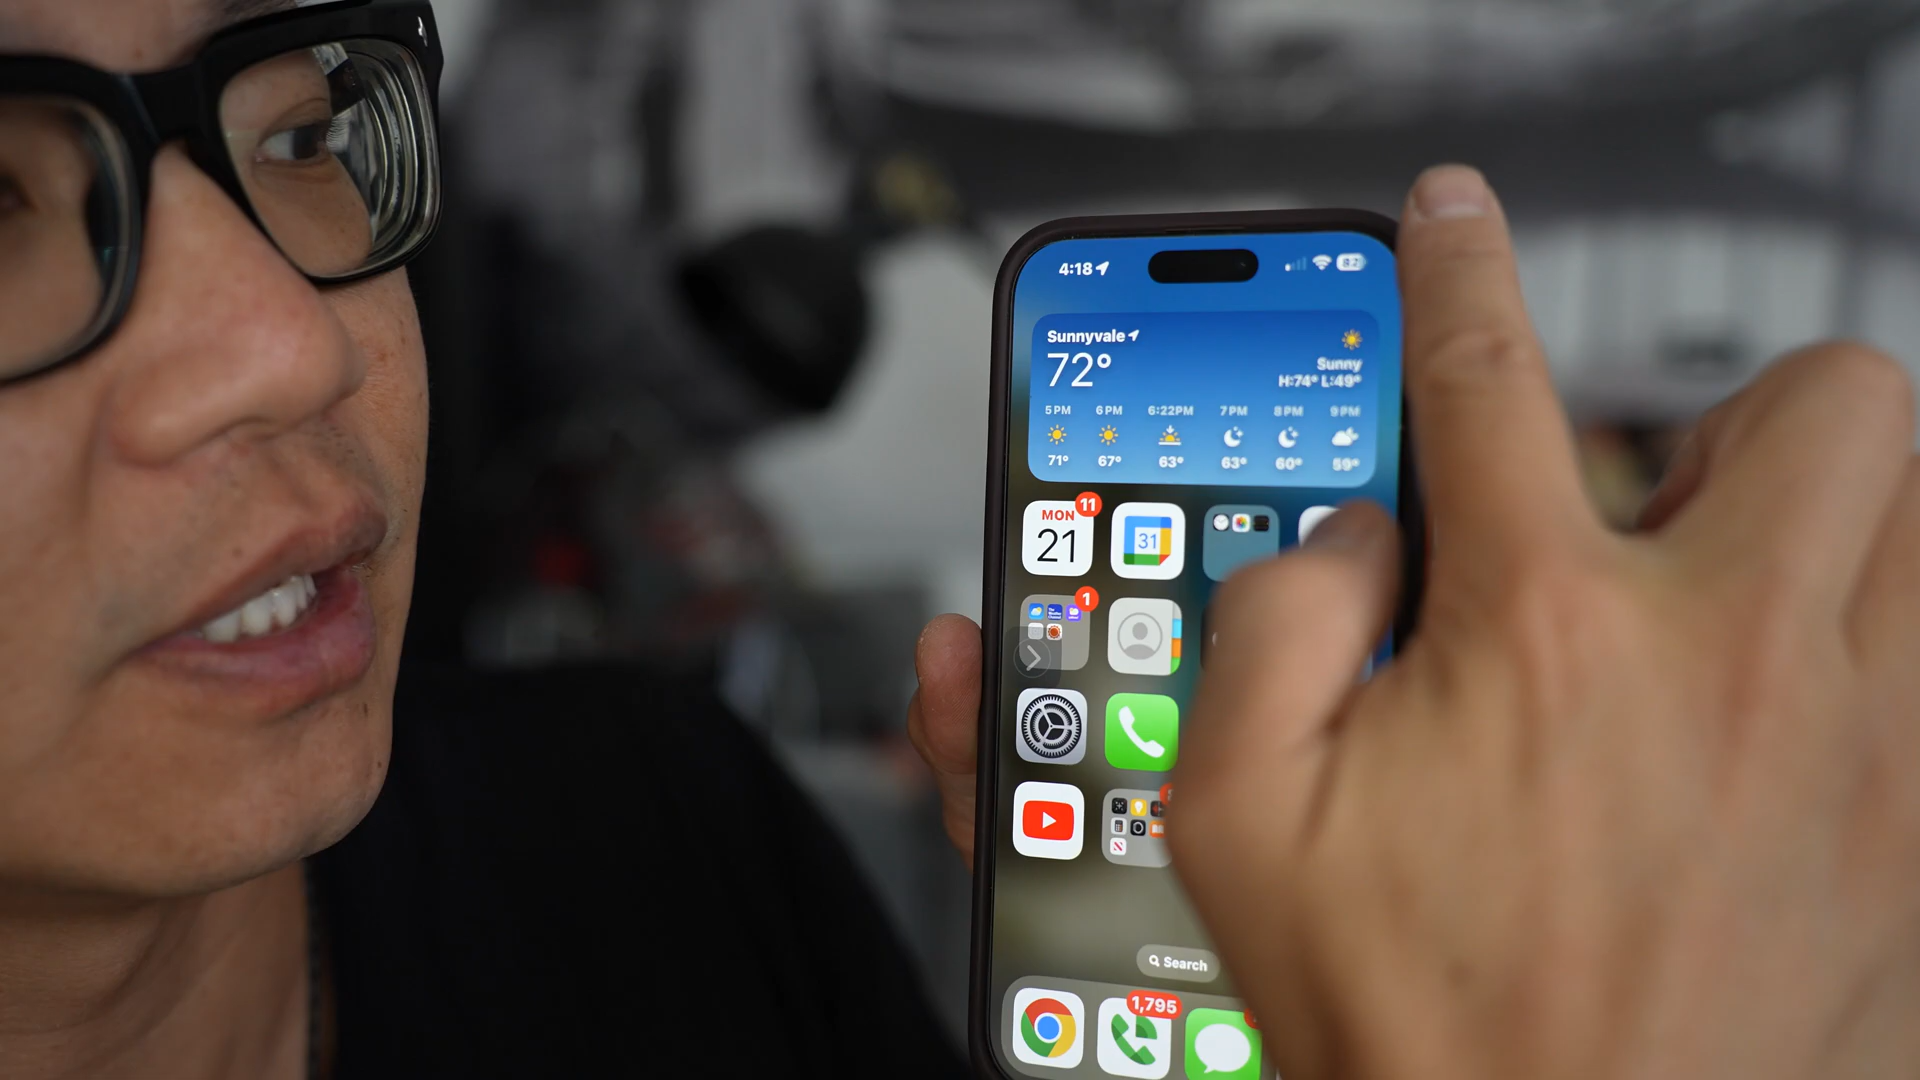 4:18
82
Sunnyvale
72°
Sunny
H:74° L:49°
5PM 6PM 6:22PM 7PM 8PM 9PM
71° 67° 63° 63° 60° 59°
MON
21
11
31
1
Search
1,795